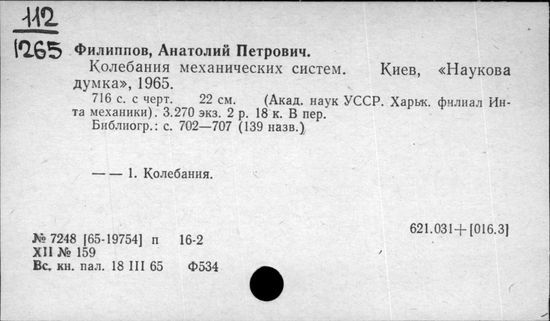 112
1265
Филиппов, Анатолий Петрович.
Колебания механических систем. Киев, «Наукова
думка», 1965.
716 с. с черт. 22 см. (Акад. наук УССР. Харьк. филиал Ин-
та механики). 3.270 экз. 2 р. 18 к. В пер.
Библиогр.: с. 702—707 (139 назв.)
— — 1. Колебания.
621.031+[016.3]
№ 7248 [65-19754] п 16-2
XII № 159
Вс. кн. пал. 18 III 65 Ф534